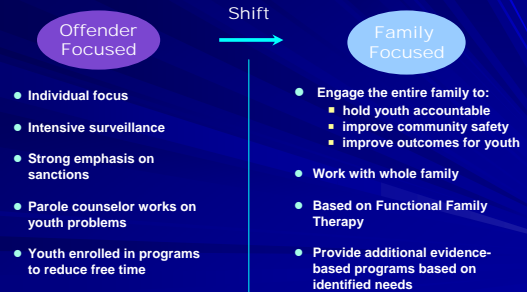 Shift
Offender
Focused
Individual focus
Intensive surveillance
Strong emphasis on
sanctions
Parole counselor works on
youth problems
Youth enrolled in programs
to reduce free time
Family
Focused
Engage the entire family to:
hold youth accountable
improve community safety
improve outcomes for youth
Work with whole family
Based on Functional Family
Therapy
Provide additional evidence-
based programs based on
identified needs